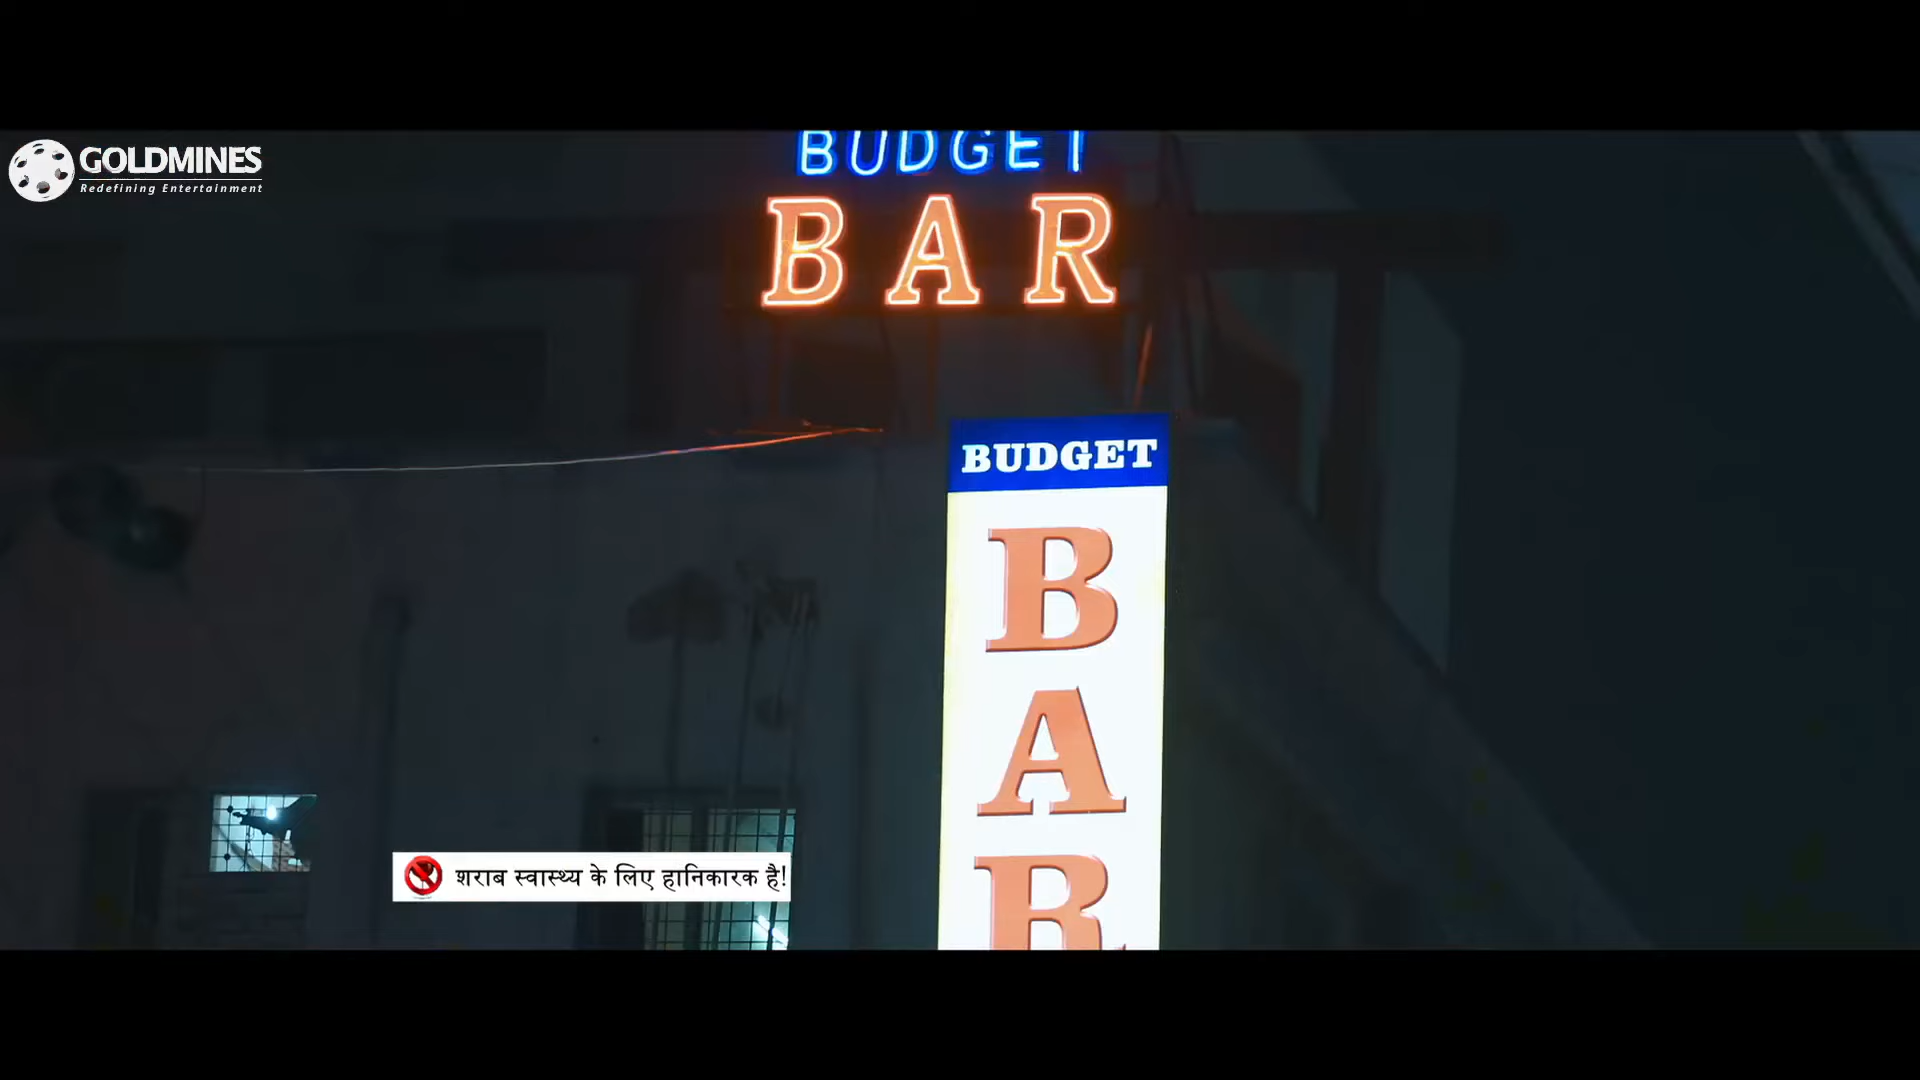 GOLDMINES
Redefining Entertainment
BUDGET
BAR
BUDGET
BAR
शराब स्वास्थ्य के लिए हानिकारक है!